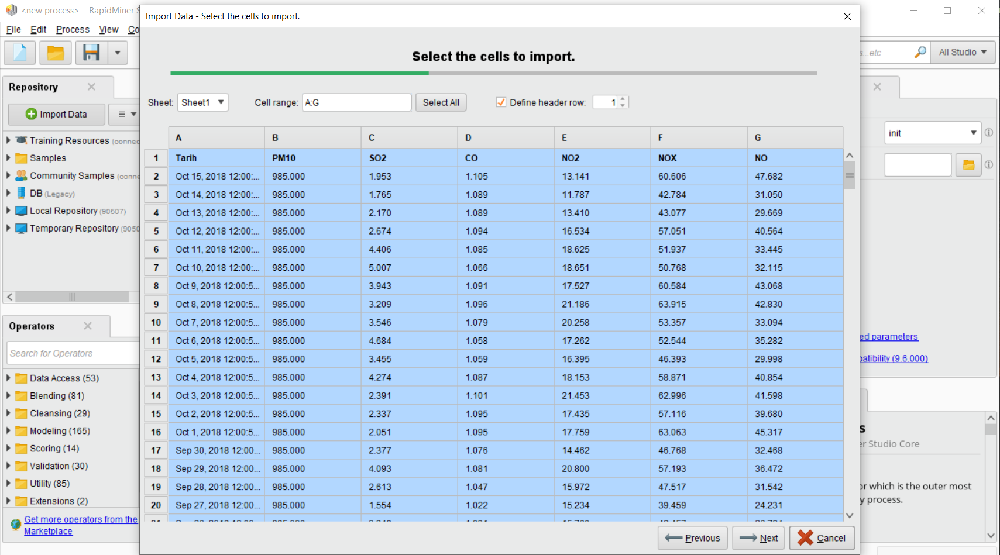 <new process> – RapidMiner S
File Edit Process View Co
All Studio
Repository
Import Data
Training Resources (connec
Samples
Community Samples (conne
DB (Legacy)
Local Repository (90507)
Temporary Repository (9050
Operators
Search for Operators
Data Access (53)
Blending (81)
Cleansing (29)
Modeling (165)
Scoring (14)
Validation (30)
Utility (85)
Extensions (2)
Get more operators from the
Marketplace
Import Data - Select the cells to import.
Select the cells to import.
Sheet: Sheet1 Cell range: A:G Select All Define header row: 1
A B C D E F G
1 Tarih PM10 SO2 CO NO2 NOX NO
2 Oct 15, 2018 12:00:... 985.000 1.953 1.105 13.141 60.606 47.682
3 Oct 14, 2018 12:00:... 985.000 1.765 1.089 11.787 42.784 31.050
4 Oct 13, 2018 12:00:... 985.000 2.170 1.089 13.410 43.077 29.669
5 Oct 12, 2018 12:00:... 985.000 2.674 1.094 16.534 57.051 40.564
6 Oct 11, 2018 12:00:... 985.000 4.406 1.085 18.625 51.937 33.445
7 Oct 10, 2018 12:00:... 985.000 5.007 1.066 18.651 50.768 32.115
8 Oct 9, 2018 12:00:5... 985.000 3.943 1.091 17.527 60.584 43.068
9 Oct 8, 2018 12:00:5... 985.000 3.209 1.096 21.186 63.915 42.830
10 Oct 7, 2018 12:00:5... 985.000 3.546 1.079 20.258 53.357 33.094
11 Oct 6, 2018 12:00:5... 985.000 4.684 1.058 17.262 52.544 35.282
12 Oct 5, 2018 12:00:5... 985.000 3.455 1.059 16.395 46.393 29.998
13 Oct 4, 2018 12:00:5... 985.000 4.274 1.087 18.153 58.871 40.854
14 Oct 3, 2018 12:00:5... 985.000 2.391 1.101 21.453 62.996 41.598
15 Oct 2, 2018 12:00:5... 985.000 2.337 1.095 17.435 57.116 39.680
16 Oct 1, 2018 12:00:5... 985.000 2.051 1.095 17.759 63.063 45.317
17 Sep 30, 2018 12:00... 985.000 2.377 1.076 14.462 46.768 32.468
18 Sep 29, 2018 12:00... 985.000 4.093 1.081 20.800 57.193 36.472
19 Sep 28, 2018 12:00... 985.000 2.613 1.047 15.972 47.517 31.542
20 Sep 27, 2018 12:00... 985.000 1.554 1.022 15.234 39.459 24.231
Previous Next Cancel
s...etc
init
ed parameters
patibility (9.6.000)
s
er Studio Core
or which is the outer most
y process.